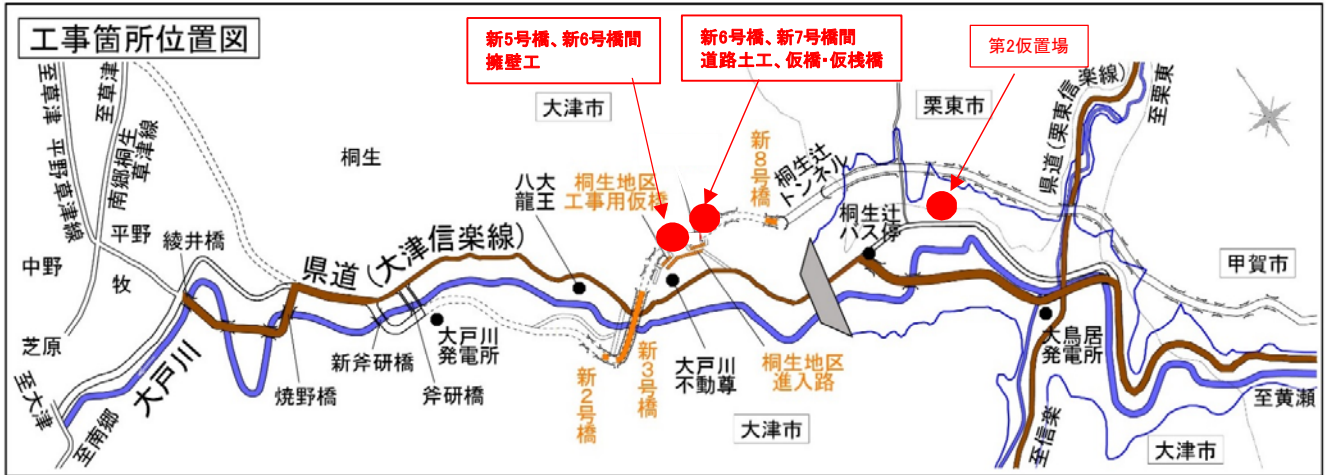 工事箇所位置図
新5号橋、新6号橋間
擁壁工
新6号橋、新7号橋間
道路土工、仮橋・仮桟橋
第2仮置場
至草津
平野草津線
至草津
南郷桐生草津線
桐生
大津市
栗東市
県道(栗東信楽線)
至栗東
新8号橋
桐生辻
トンネル
八大
龍王
桐生地区
工事用仮橋
桐生辻
バス停
平野
綾井橋
中野
牧
県道(大津信楽線)
甲賀市
芝原
大戸川
大戸川
発電所
新斧研橋
焼野橋
斧研橋
新2号橋
新3号橋
大戸川
不動尊
桐生地区
進入路
大鳥居
発電所
至大津
至南郷
大津市
至信楽
至黄瀬
大津市